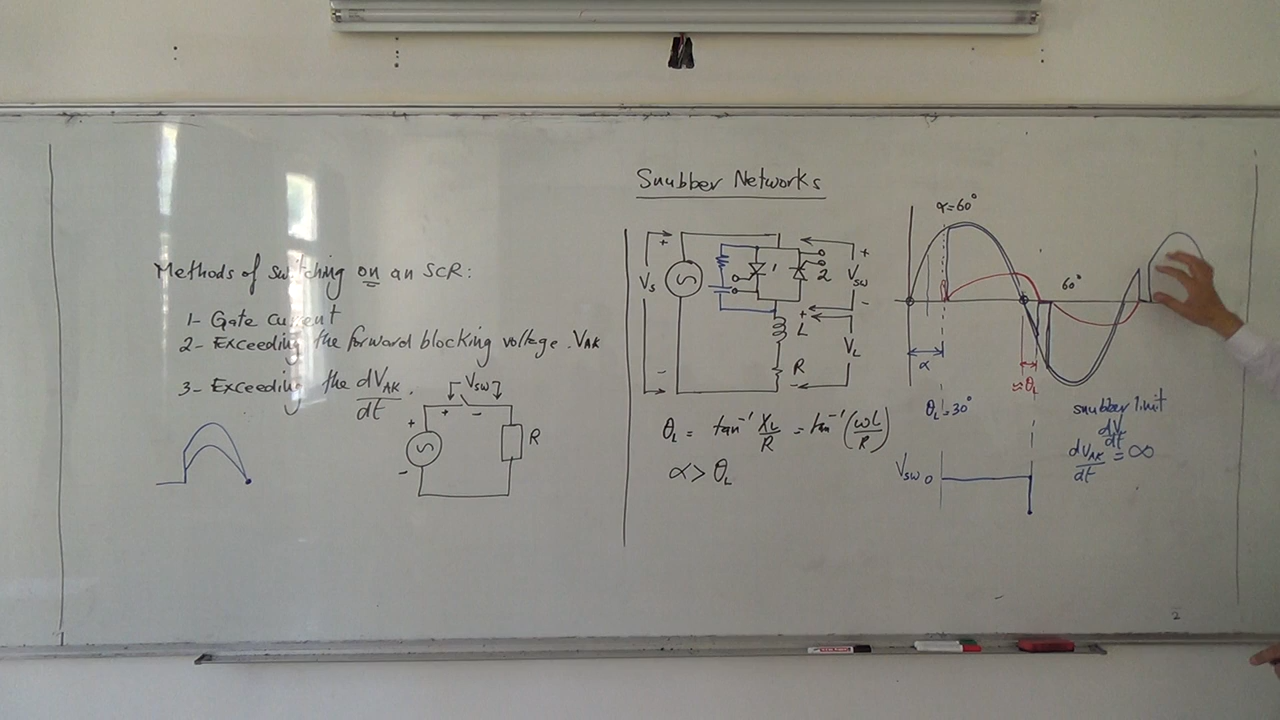 Methods of switching on an SCR:
1- Gate current
2- Exceeding the forward blocking voltage. VAK
3- Exceeding the dVAK/dt.
VSW
+ -
+
-
R
Snubber Networks
VS
+
-
1
2
+
VSW
-
+
L
VL
R
-
θL = tan⁻¹ XL/R = tan⁻¹ (ωL/R)
α > θL
α=60°
60°
α
≈θL
θL=30°
snubber limit
dV/dt
dVAK/dt = ∞
VSW 0
2